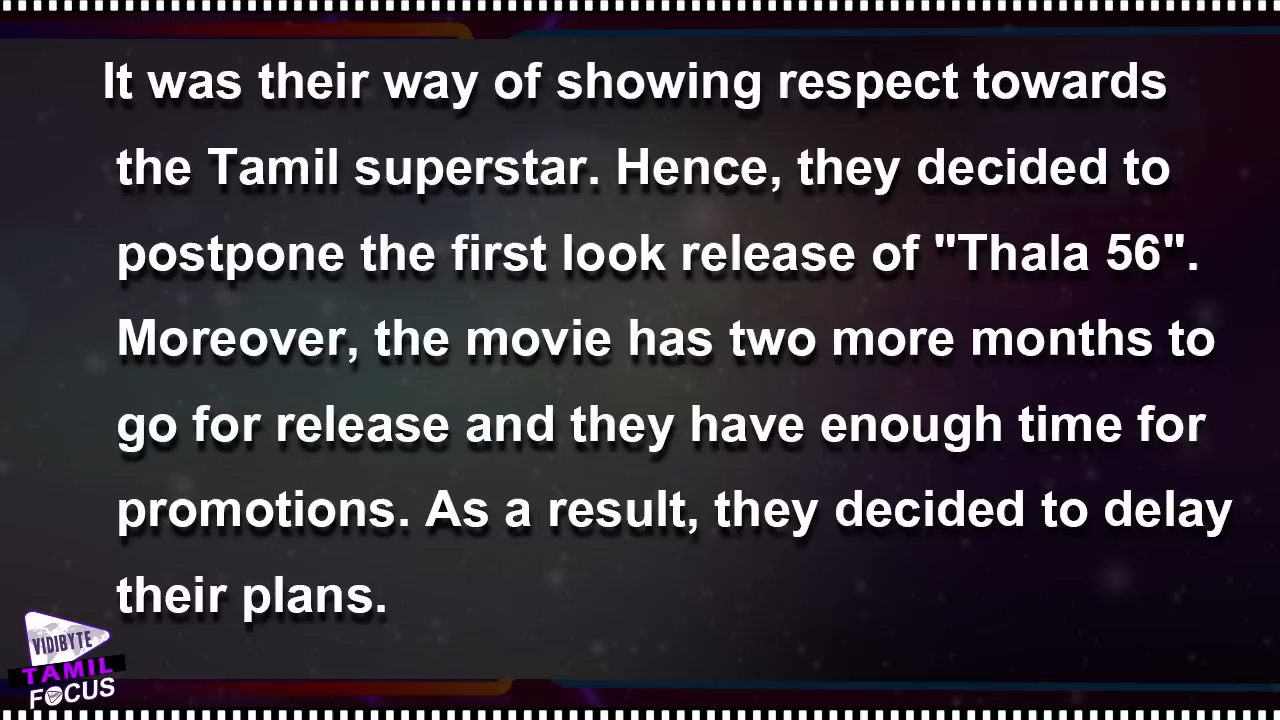 It was their way of showing respect towards
the Tamil superstar. Hence, they decided to
postpone the first look release of "Thala 56".
Moreover, the movie has two more months to
go for release and they have enough time for
promotions. As a result, they decided to delay
their plans.
VIDIBYTE
TAMIL
FOCUS